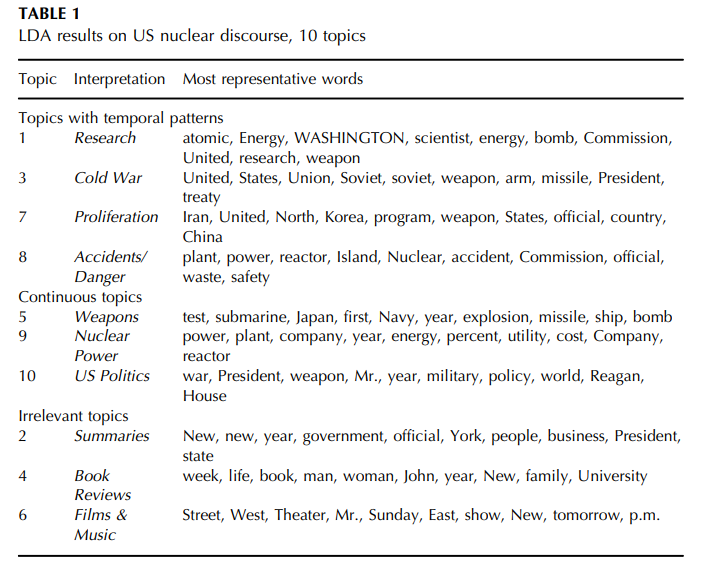 TABLE 1
LDA results on US nuclear discourse, 10 topics
Topic Interpretation Most representative words
Topics with temporal patterns
1 Research atomic, Energy, WASHINGTON, scientist, energy, bomb, Commission,
United, research, weapon
3 Cold War United, States, Union, Soviet, soviet, weapon, arm, missile, President,
treaty
7 Proliferation Iran, United, North, Korea, program, weapon, States, official, country,
China
8 Accidents/ plant, power, reactor, Island, Nuclear, accident, Commission, official,
Danger waste, safety
Continuous topics
5 Weapons test, submarine, Japan, first, Navy, year, explosion, missile, ship, bomb
9 Nuclear power, plant, company, year, energy, percent, utility, cost, Company,
Power reactor
10 US Politics war, President, weapon, Mr., year, military, policy, world, Reagan,
House
Irrelevant topics
2 Summaries New, new, year, government, official, York, people, business, President,
state
4 Book week, life, book, man, woman, John, year, New, family, University
Reviews
6 Films & Street, West, Theater, Mr., Sunday, East, show, New, tomorrow, p.m.
Music